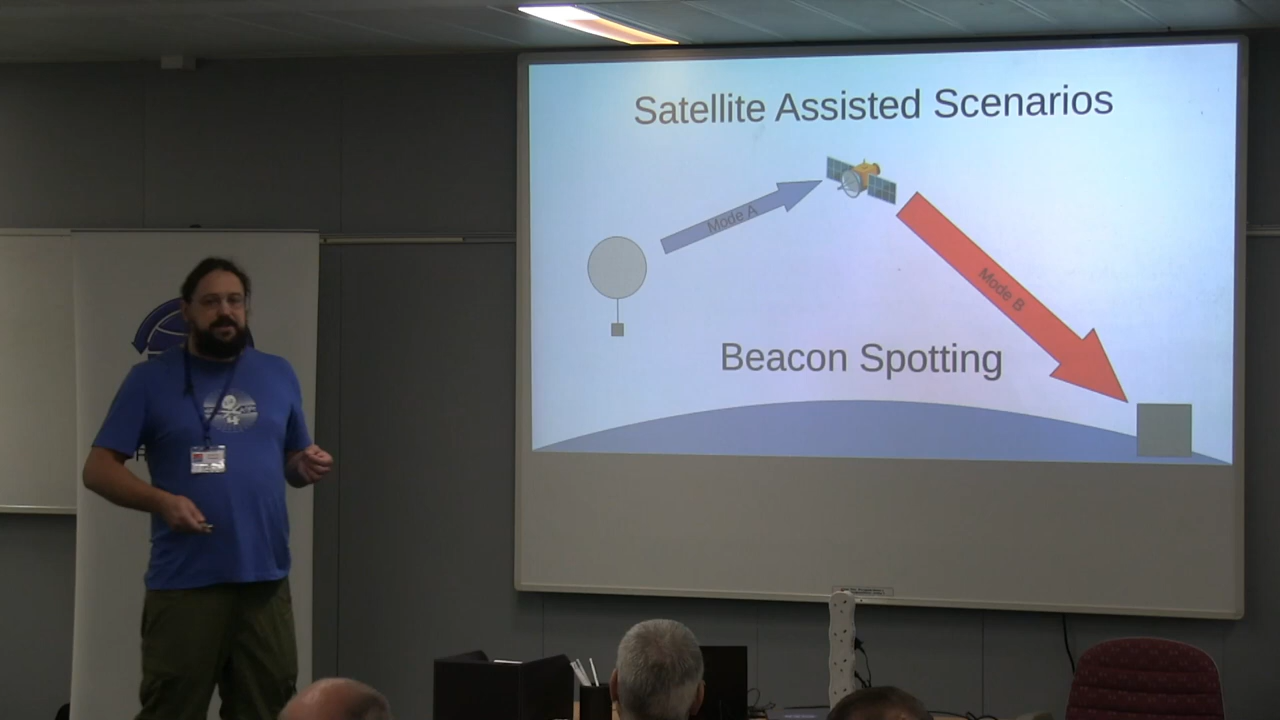 Satellite Assisted Scenarios
Mode A
Mode B
Beacon Spotting